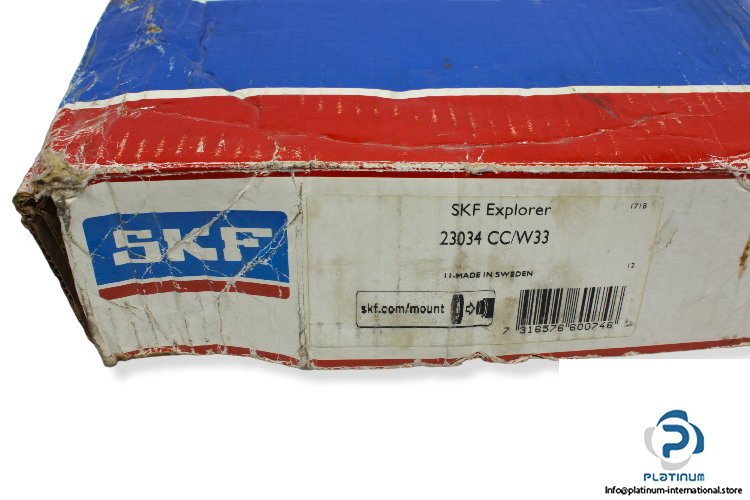 SKF
SKF Explorer
1718
23034 CC/W33
11-MADE IN SWEDEN
12
skf.com/mount
7 316576 600746
PLATINUM
Info@platinum-international.store